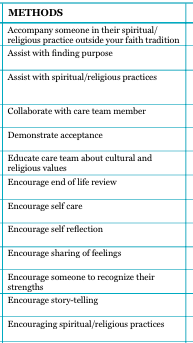 METHODS
Accompany someone in their spiritual/
religious practice outside your faith tradition
Assist with finding purpose
Assist with spiritual/religious practices
Collaborate with care team member
Demonstrate acceptance
Educate care team about cultural and
religious values
Encourage end of life review
Encourage self care
Encourage self reflection
Encourage sharing of feelings
Encourage someone to recognize their
strengths
Encourage story-telling
Encouraging spiritual/religious practices